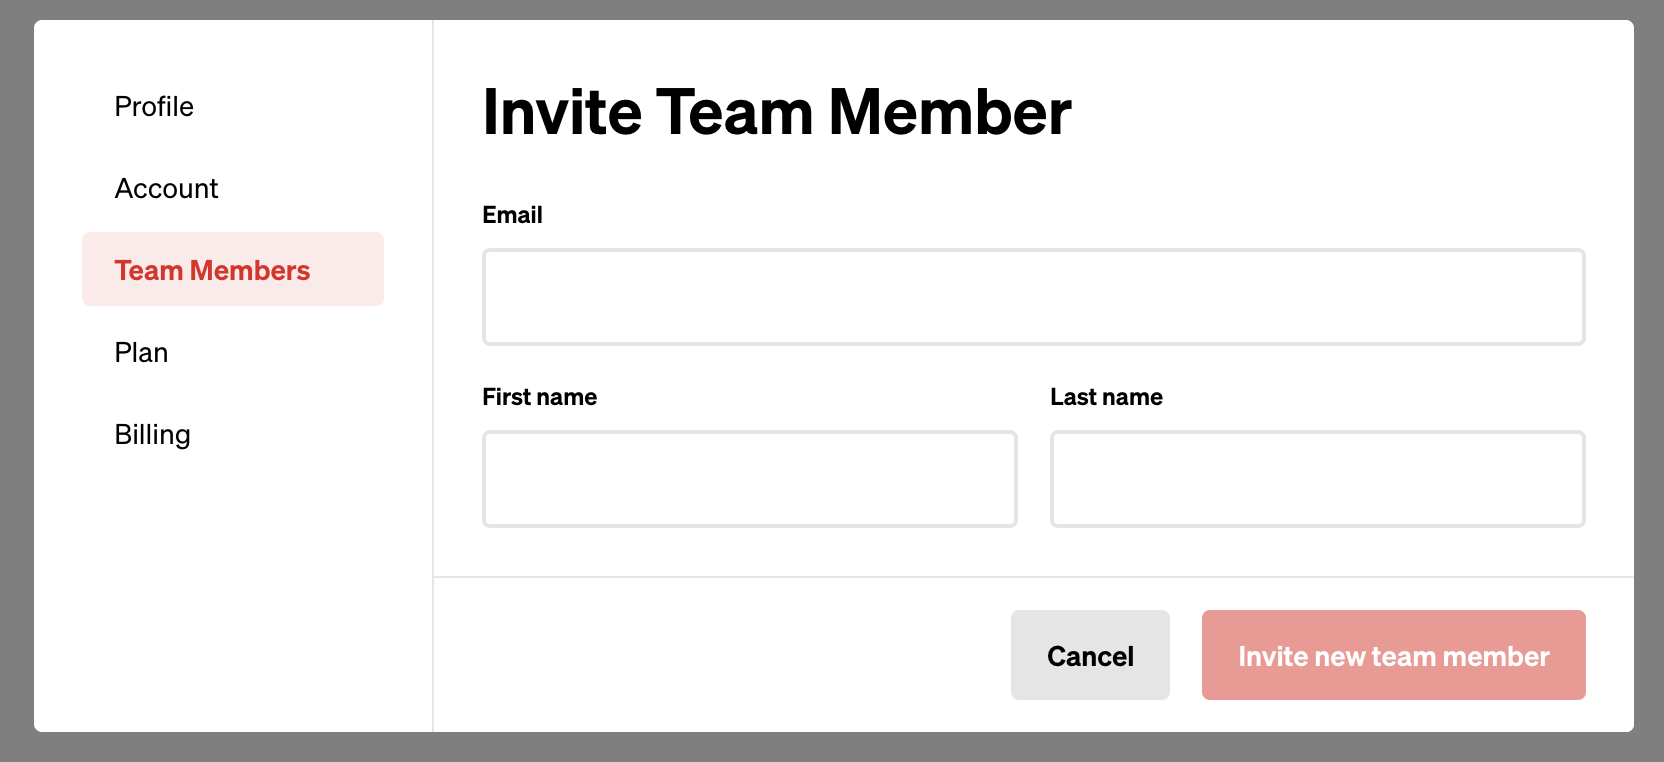 Profile
Account
Team Members
Plan
Billing
Invite Team Member
Email
First name
Last name
Cancel
Invite new team member